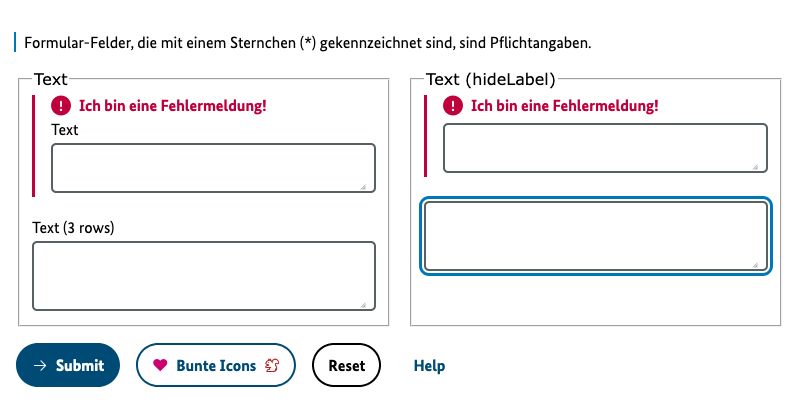 Formular-Felder, die mit einem Sternchen (*) gekennzeichnet sind, sind Pflichtangaben.
Text
Ich bin eine Fehlermeldung!
Text
Text (3 rows)
Text (hideLabel)
Ich bin eine Fehlermeldung!
Submit
Bunte Icons
Reset
Help